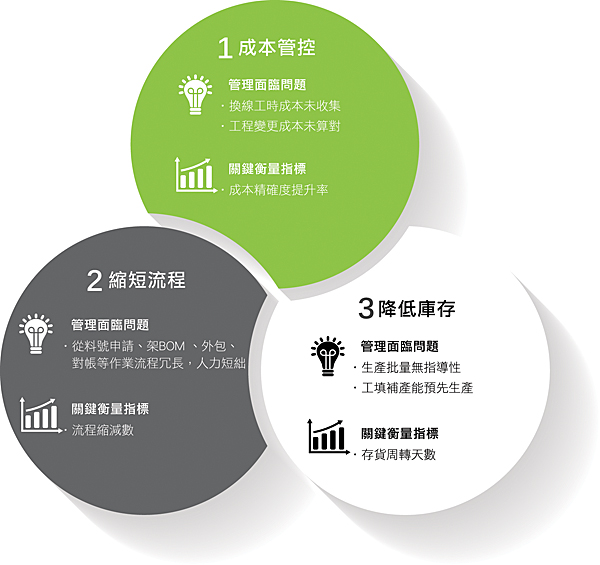 1 成本管控
管理面臨問題
· 換線工時成本未收集
· 工程變更成本未算對
關鍵衡量指標
· 成本精確度提升率
2 縮短流程
管理面臨問題
· 從料號申請、架BOM 、外包、
對帳等作業流程冗長，人力短絀
關鍵衡量指標
· 流程縮減數
3 降低庫存
管理面臨問題
· 生產批量無指導性
· 工填補產能預先生產
關鍵衡量指標
· 存貨周轉天數